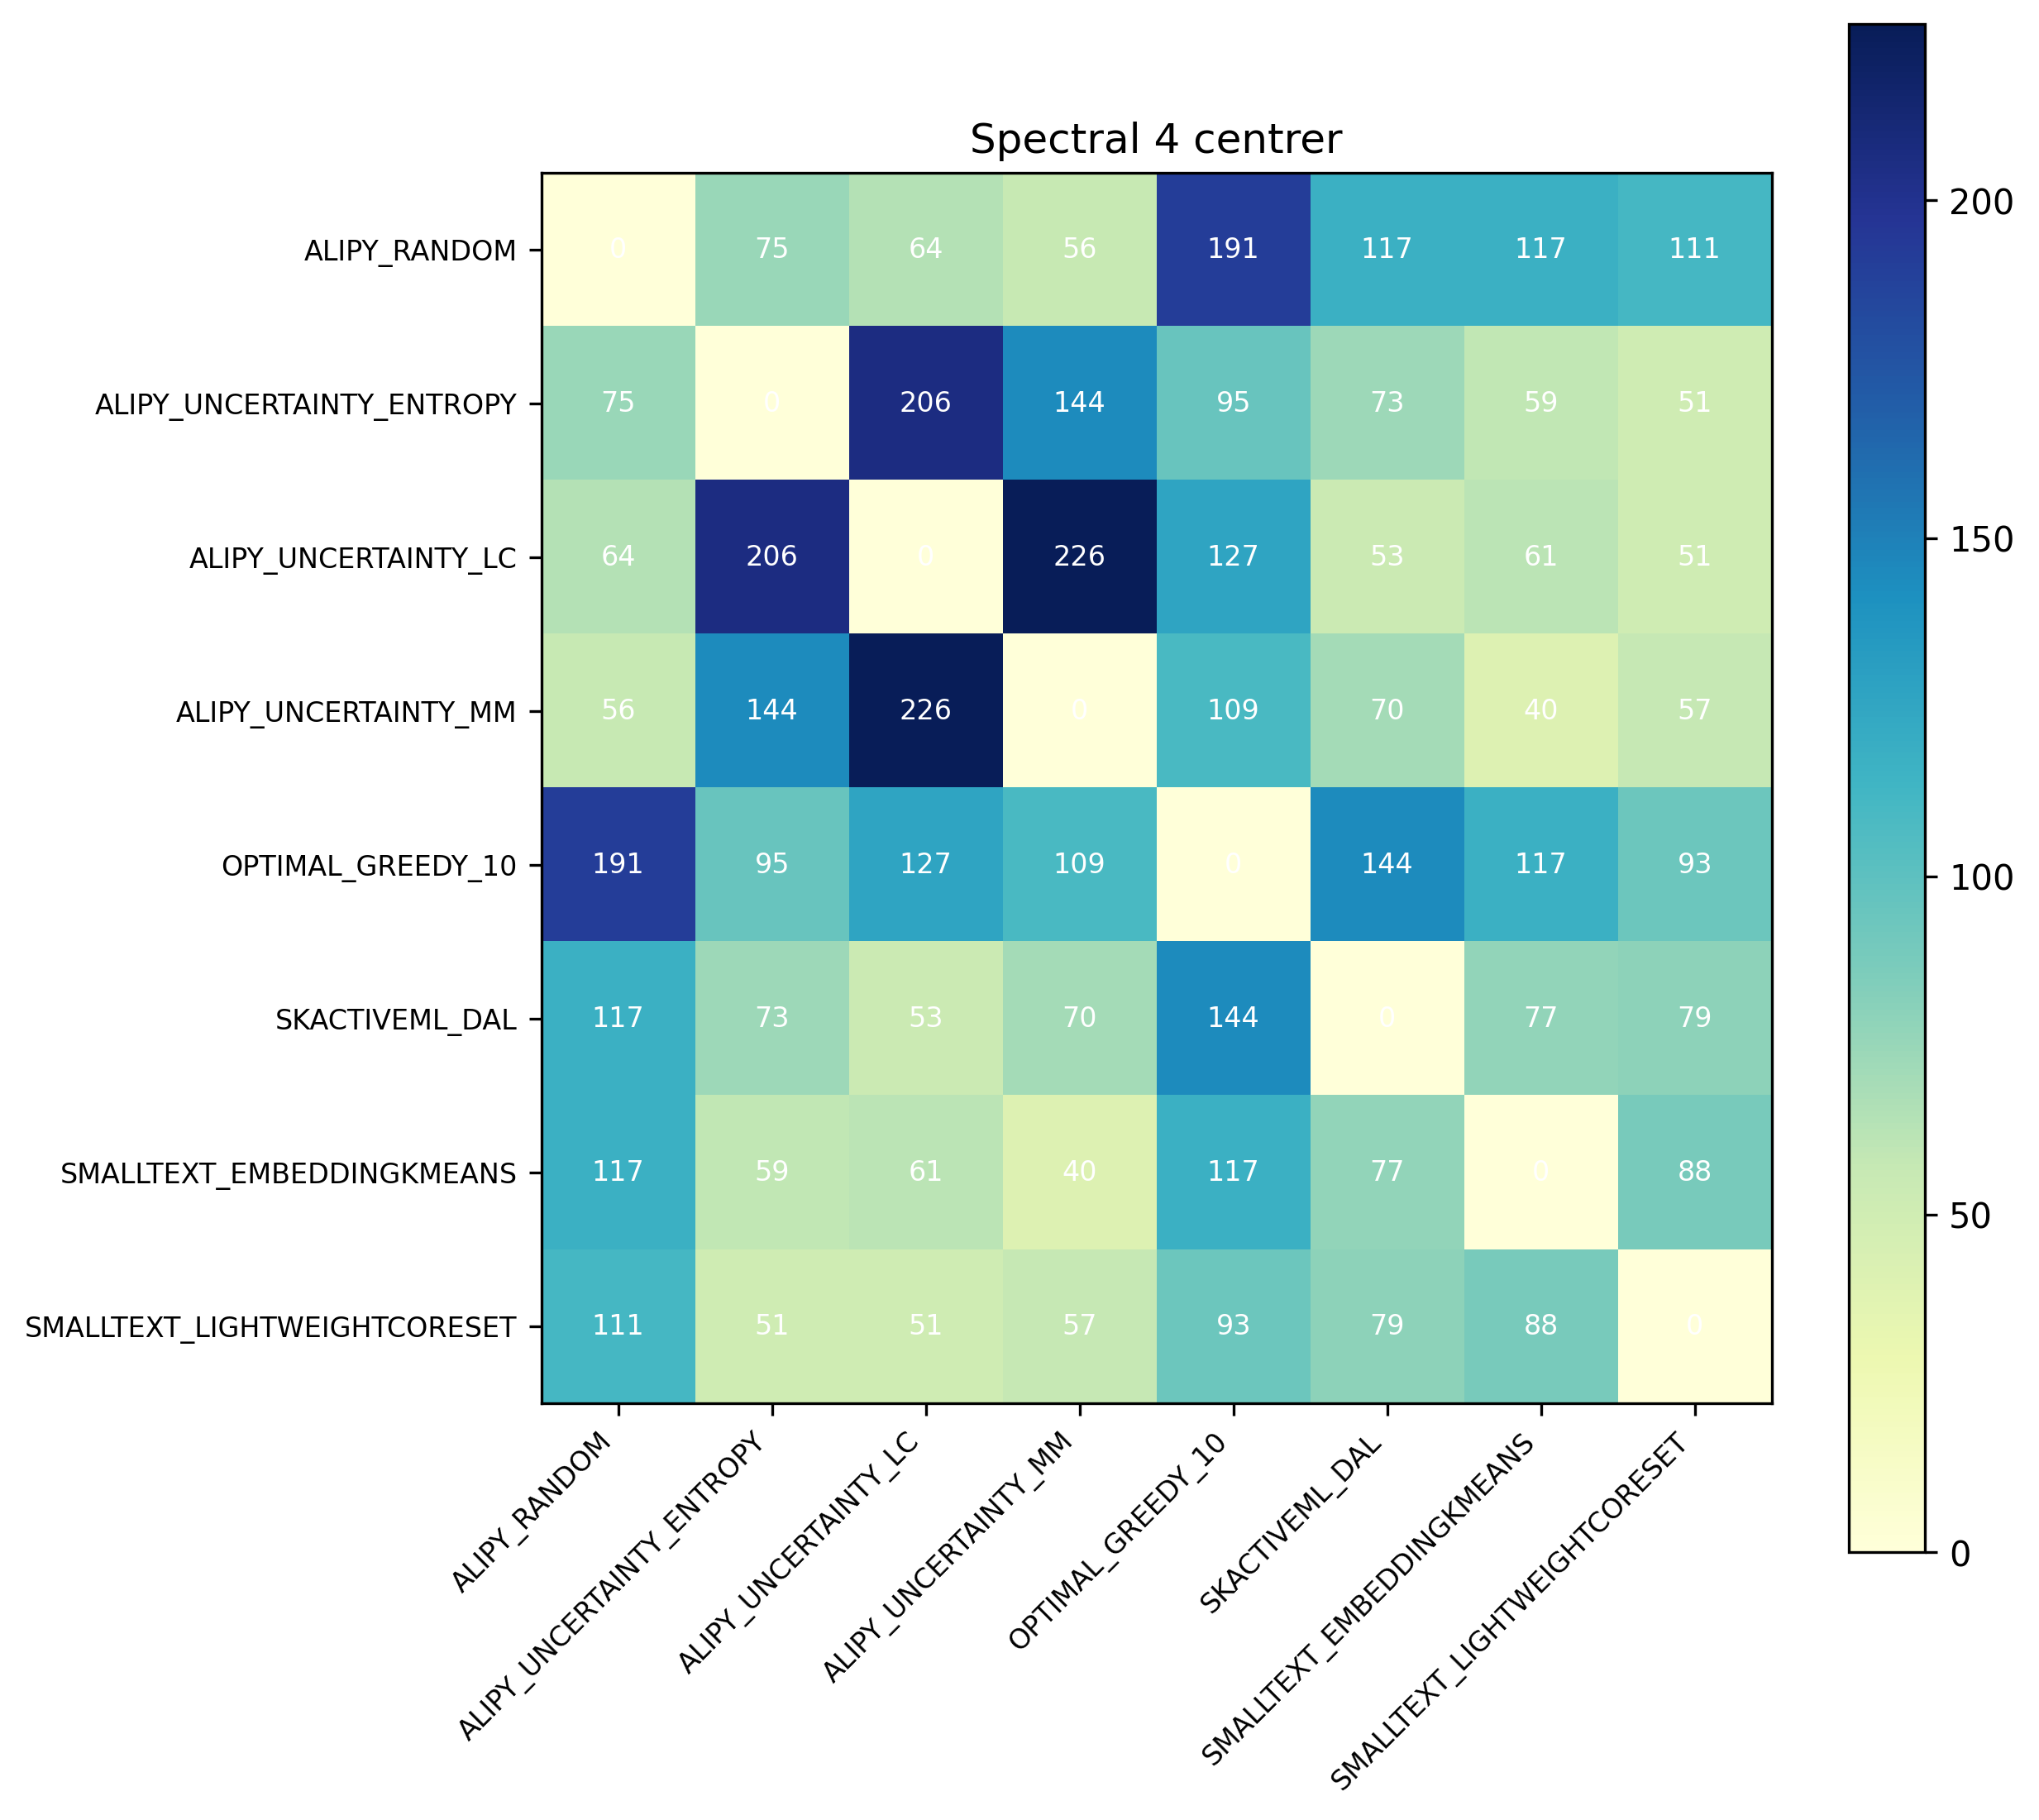 Spectral 4 centrer
ALIPY_RANDOM 0 75 64 56 191 117 117 111
ALIPY_UNCERTAINTY_ENTROPY 75 0 206 144 95 73 59 51
ALIPY_UNCERTAINTY_LC 64 206 0 226 127 53 61 51
ALIPY_UNCERTAINTY_MM 56 144 226 0 109 70 40 57
OPTIMAL_GREEDY_10 191 95 127 109 0 144 117 93
SKACTIVEML_DAL 117 73 53 70 144 0 77 79
SMALLTEXT_EMBEDDINGKMEANS 117 59 61 40 117 77 0 88
SMALLTEXT_LIGHTWEIGHTCORESET 111 51 51 57 93 79 88 0
ALIPY_RANDOM
ALIPY_UNCERTAINTY_ENTROPY
ALIPY_UNCERTAINTY_LC
ALIPY_UNCERTAINTY_MM
OPTIMAL_GREEDY_10
SKACTIVEML_DAL
SMALLTEXT_EMBEDDINGKMEANS
SMALLTEXT_LIGHTWEIGHTCORESET
200
150
100
50
0